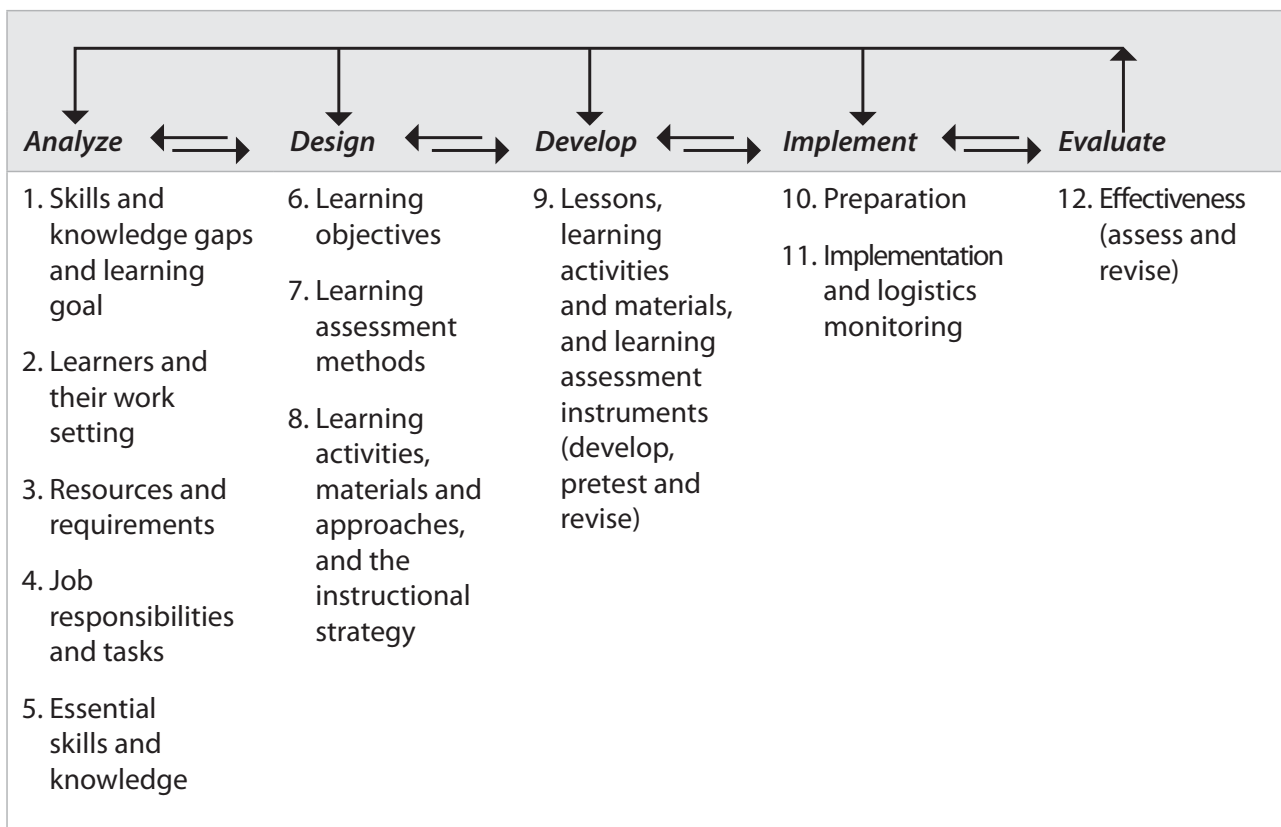 Analyze
Design
Develop
Implement
Evaluate
1. Skills and
knowledge gaps
and learning
goal
2. Learners and
their work
setting
3. Resources and
requirements
4. Job
responsibilities
and tasks
5. Essential
skills and
knowledge
6. Learning
objectives
7. Learning
assessment
methods
8. Learning
activities,
materials and
approaches,
and the
instructional
strategy
9. Lessons,
learning
activities
and materials,
and learning
assessment
instruments
(develop,
pretest and
revise)
10. Preparation
11. Implementation
and logistics
monitoring
12. Effectiveness
(assess and
revise)